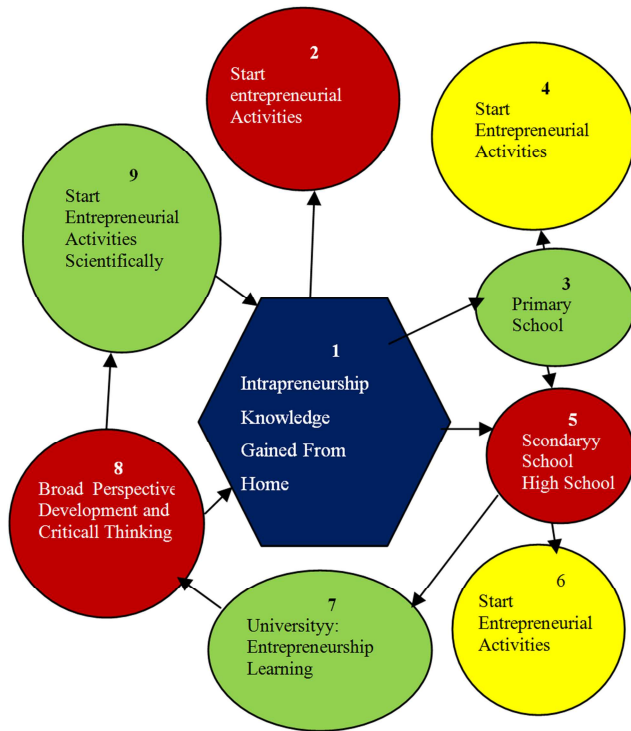 1
Intrapreneurship
Knowledge
Gained From
Home
2
Start
entrepreneurial
Activities
3
Primary
School
4
Start
Entrepreneurial
Activities
5
Scondaryy
School
High School
6
Start
Entrepreneurial
Activities
7
Universityy:
Entrepreneurship
Learning
8
Broad Perspective
Development and
Criticall Thinking
9
Start
Entrepreneurial
Activities
Scientifically